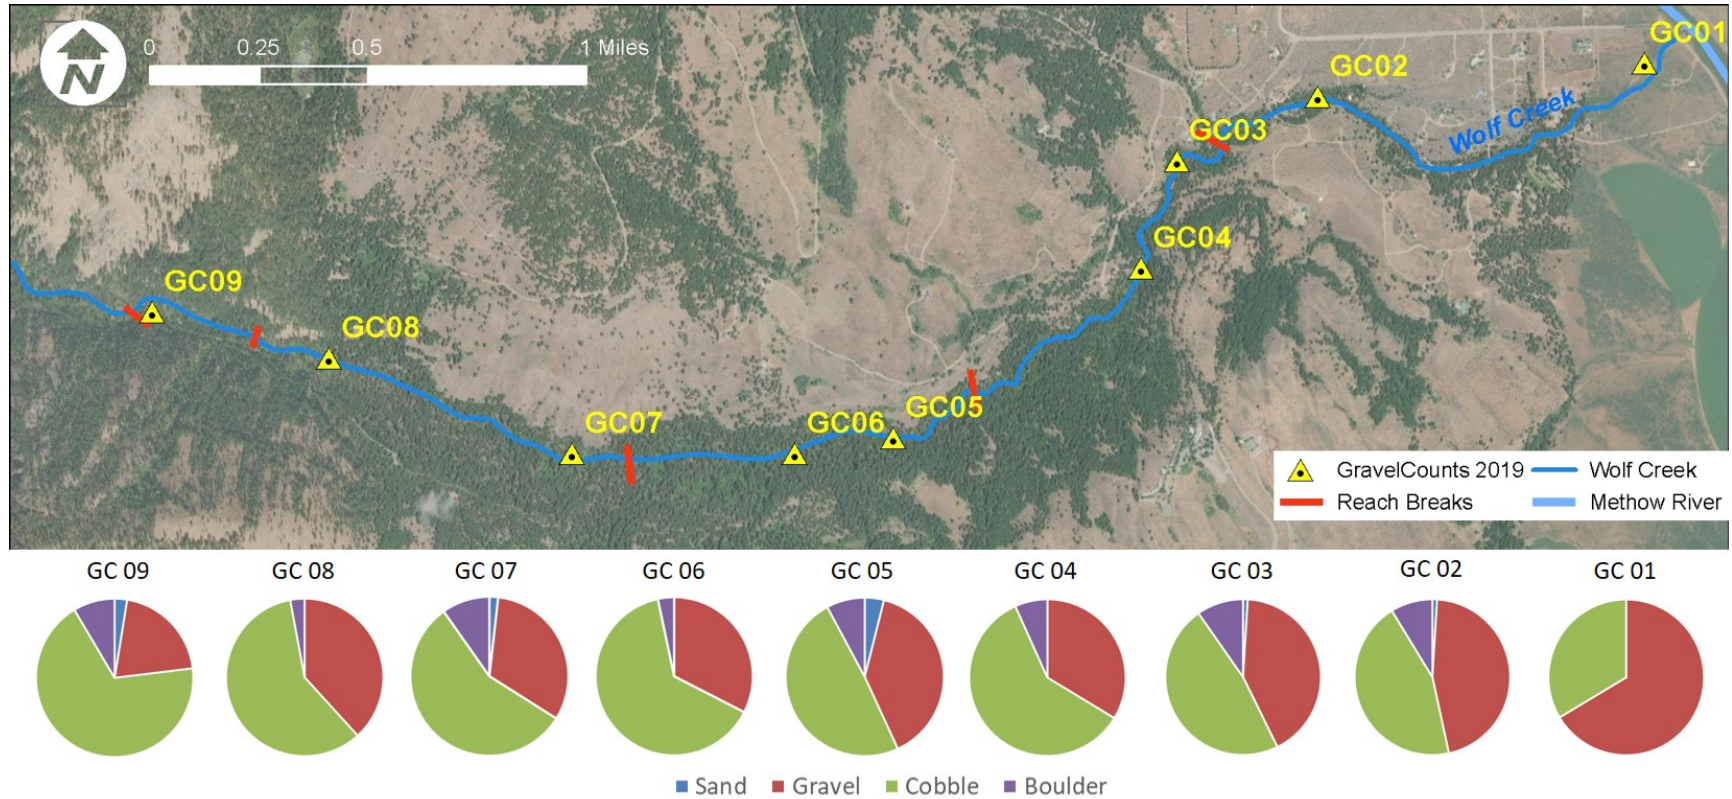 N
0 0.25 0.5 1 Miles
GC01
GC02
GC03
Wolf Creek
GC04
GC09
GC08
GC07
GC06
GC05
GravelCounts 2019
Wolf Creek
Reach Breaks
Methow River
GC 09 GC 08 GC 07 GC 06 GC 05 GC 04 GC 03 GC 02 GC 01
Sand Gravel Cobble Boulder